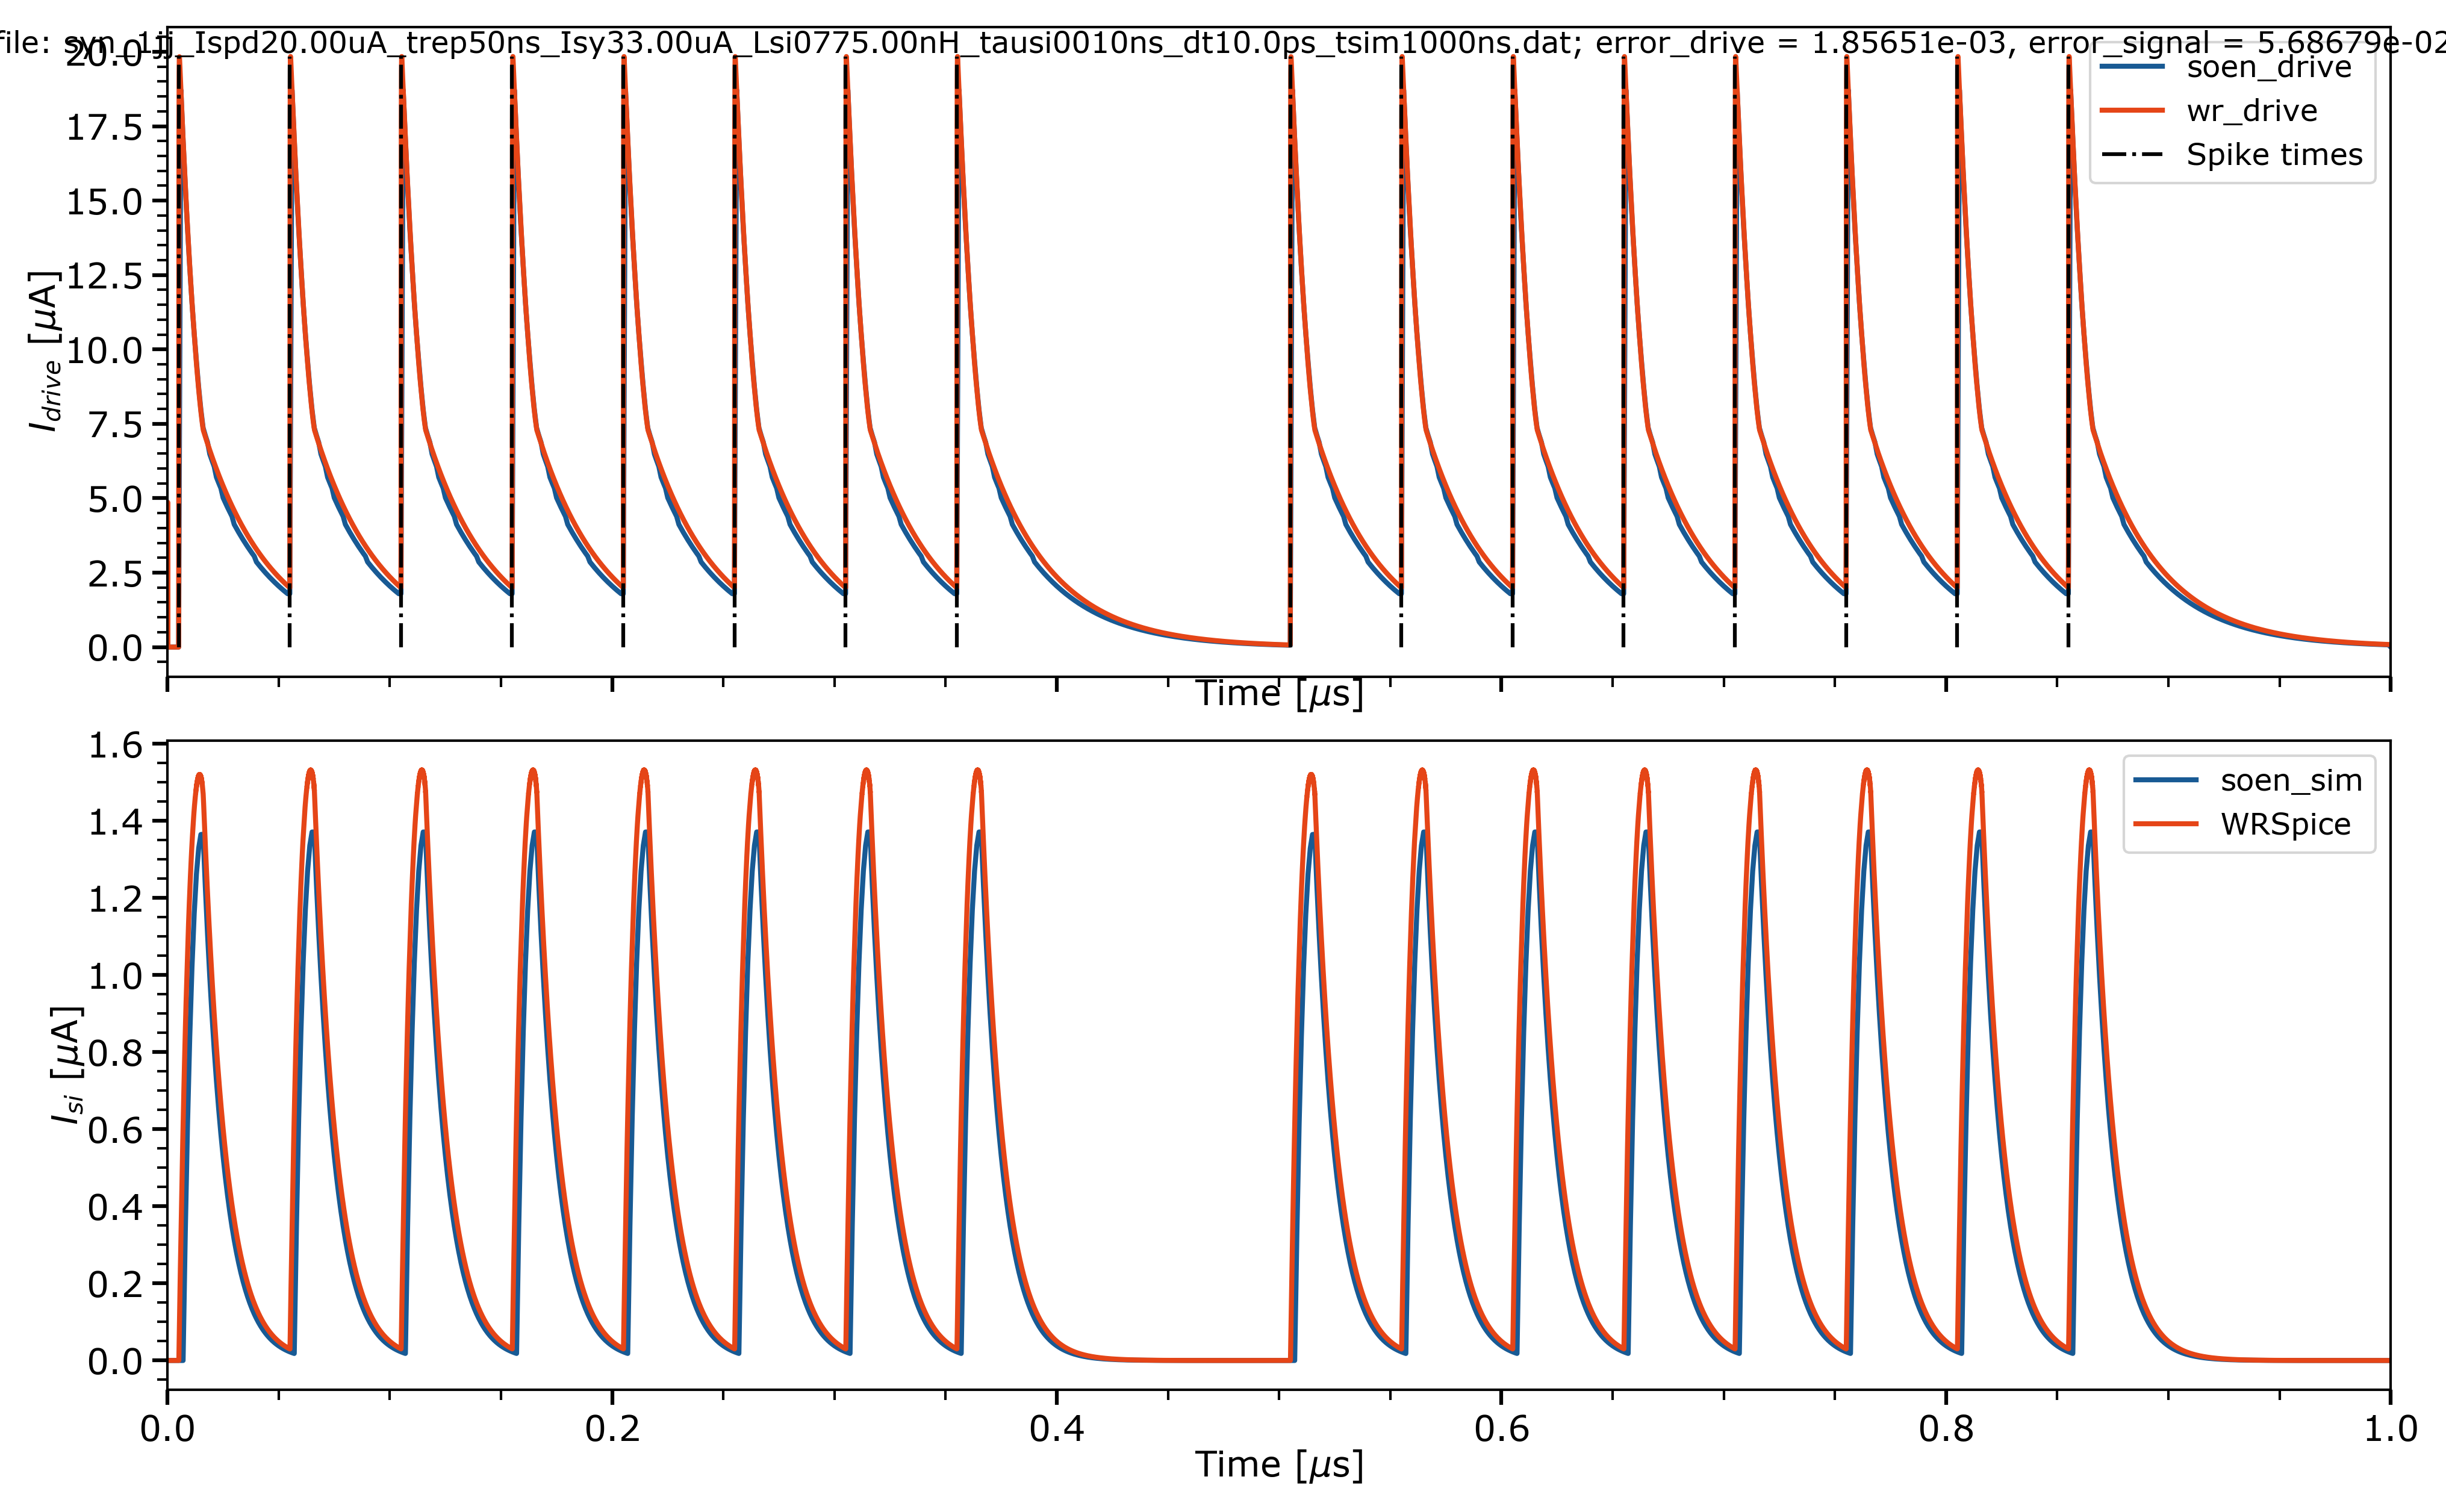 file: syn_1jj_Ispd20.00uA_trep50ns_Isy33.00uA_Lsi0775.00nH_tausi0010ns_dt10.0ps_tsim1000ns.dat; error_drive = 1.85651e-03, error_signal = 5.68679e-02
soen_drive
wr_drive
Spike times
20.0
17.5
15.0
12.5
10.0
7.5
5.0
2.5
0.0
I_drive [μA]
Time [μs]
soen_sim
WRSpice
1.6
1.4
1.2
1.0
0.8
0.6
0.4
0.2
0.0
I_si [μA]
0.0 0.2 0.4 0.6 0.8 1.0
Time [μs]